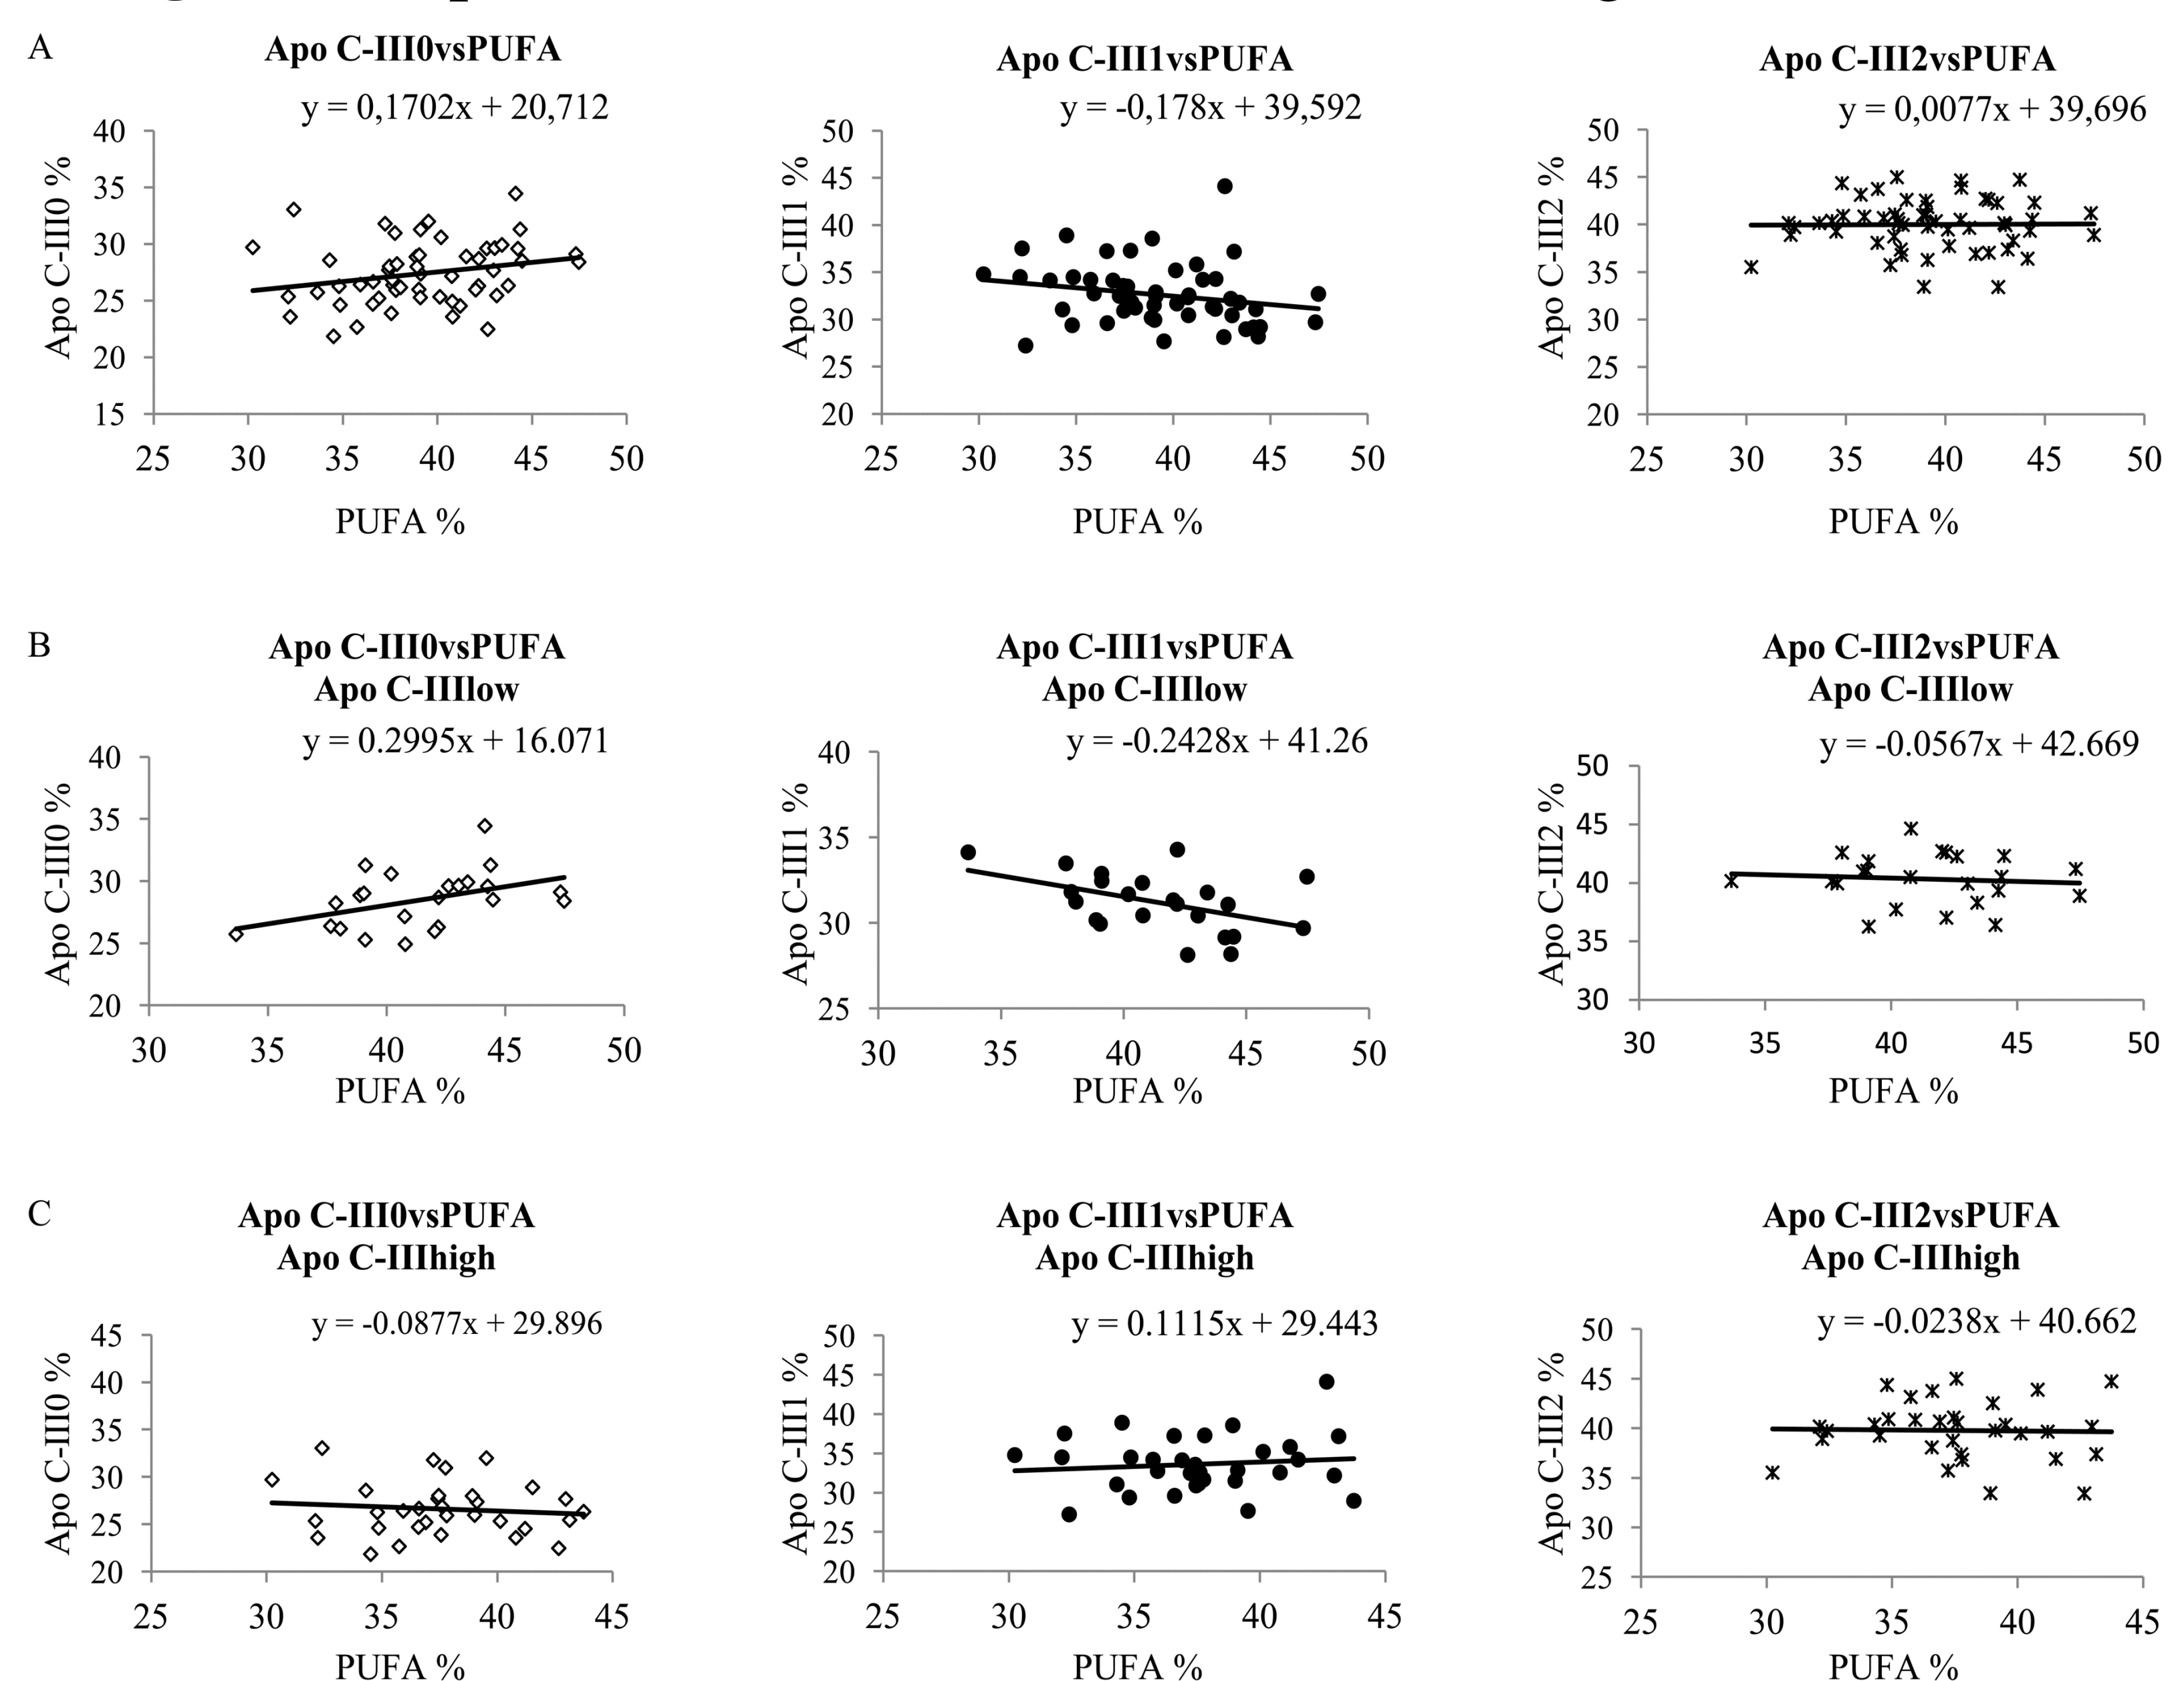 A
Apo C-III0vsPUFA
y = 0,1702x + 20,712
Apo C-III0 %
40
35
30
25
20
15
25 30 35 40 45 50
PUFA %
Apo C-III1vsPUFA
y = -0,178x + 39,592
Apo C-III1 %
50
45
40
35
30
25
20
25 30 35 40 45 50
PUFA %
Apo C-III2vsPUFA
y = 0,0077x + 39,696
Apo C-III2 %
50
45
40
35
30
25
20
25 30 35 40 45 50
PUFA %
B
Apo C-III0vsPUFA
Apo C-IIIlow
y = 0.2995x + 16.071
Apo C-III0 %
40
35
30
25
20
30 35 40 45 50
PUFA %
Apo C-III1vsPUFA
Apo C-IIIlow
y = -0.2428x + 41.26
Apo C-III1 %
40
35
30
25
30 35 40 45 50
PUFA %
Apo C-III2vsPUFA
Apo C-IIIlow
y = -0.0567x + 42.669
Apo C-III2 %
50
45
40
35
30
30 35 40 45 50
PUFA %
C
Apo C-III0vsPUFA
Apo C-IIIhigh
y = -0.0877x + 29.896
Apo C-III0 %
45
40
35
30
25
20
25 30 35 40 45
PUFA %
Apo C-III1vsPUFA
Apo C-IIIhigh
y = 0.1115x + 29.443
Apo C-III1 %
50
45
40
35
30
25
20
25 30 35 40 45
PUFA %
Apo C-III2vsPUFA
Apo C-IIIhigh
y = -0.0238x + 40.662
Apo C-III2 %
50
45
40
35
30
25
25 30 35 40 45
PUFA %